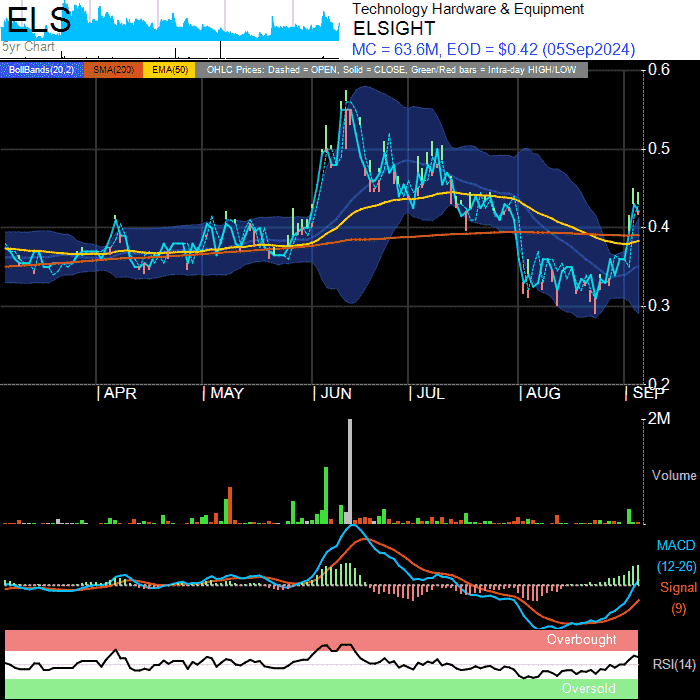 ELS
5yr Chart
Technology Hardware & Equipment
ELSIGHT
MC = 63.6M, EOD = $0.42 (05Sep2024)
BollBands(20,2) SMA(200) EMA(50) OHLC Prices: Dashed = OPEN, Solid = CLOSE, Green/Red bars = Intra-day HIGH/LOW
0.6
0.5
0.4
0.3
0.2
APR MAY JUN JUL AUG SEP
2M
Volume
MACD
(12-26)
Signal
(9)
Overbought
RSI(14)
Oversold